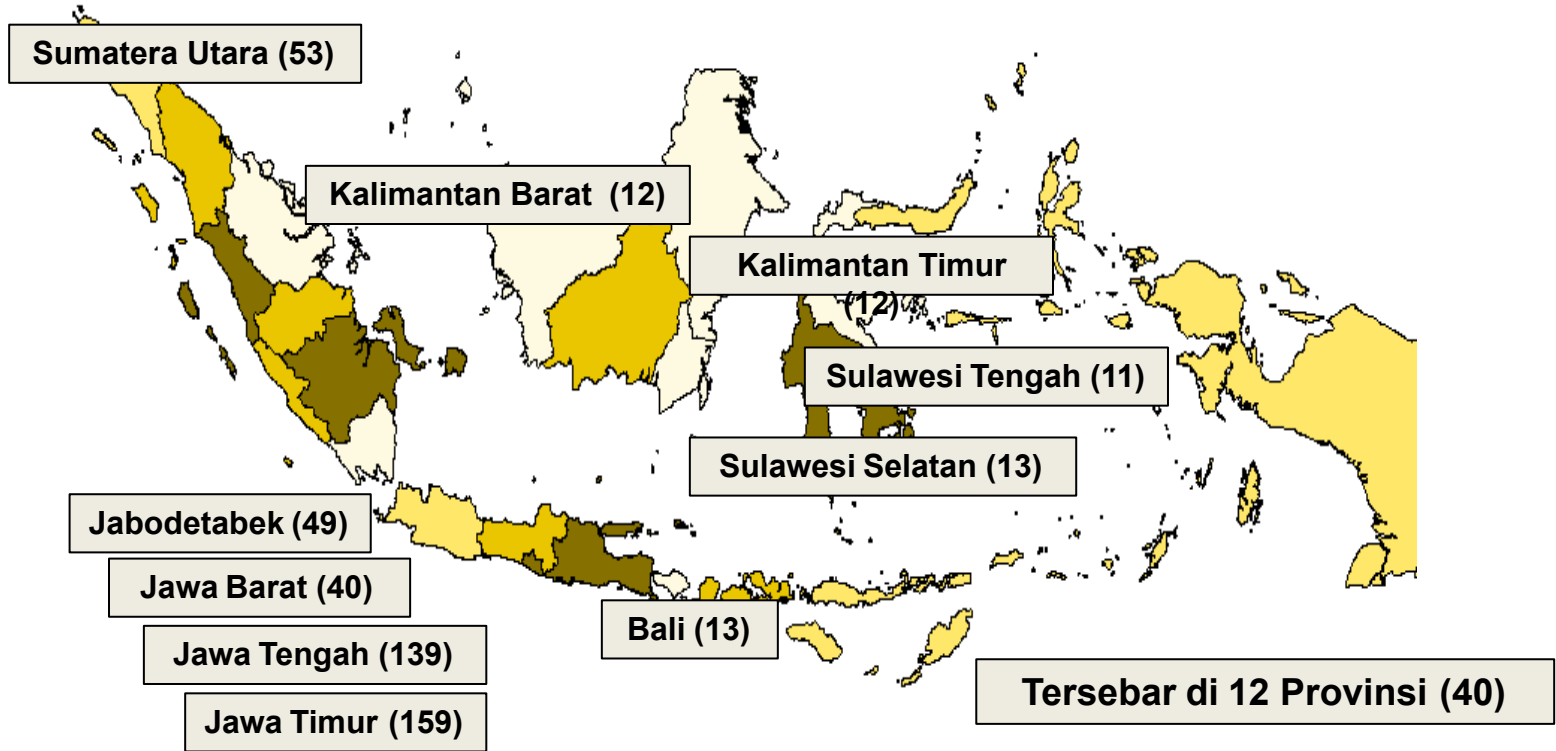 Sumatera Utara (53)
Kalimantan Barat (12)
Kalimantan Timur
(12)
Sulawesi Tengah (11)
Sulawesi Selatan (13)
Jabodetabek (49)
Jawa Barat (40)
Bali (13)
Jawa Tengah (139)
Tersebar di 12 Provinsi (40)
Jawa Timur (159)